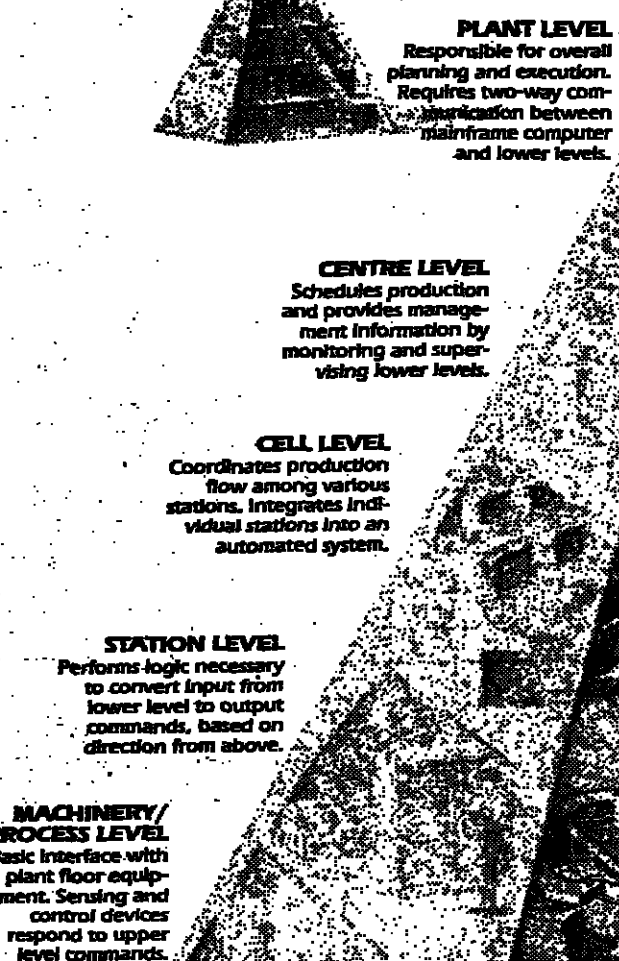 PLANT LEVEL
Responsible for overall
planning and execution.
Requires two-way com-
munication between
mainframe computer
and lower levels.
CENTRE LEVEL
Schedules production
and provides manage-
ment information by
monitoring and super-
vising lower levels.
CELL LEVEL
Coordinates production
flow among various
stations. Integrates indi-
vidual stations into an
automated system.
STATION LEVEL
Performs logic necessary
to convert input from
lower level to output
commands, based on
direction from above.
MACHINERY/
ROCESS LEVEL
asic interface with
plant floor equip-
ment. Sensing and
control devices
respond to upper
level commands.